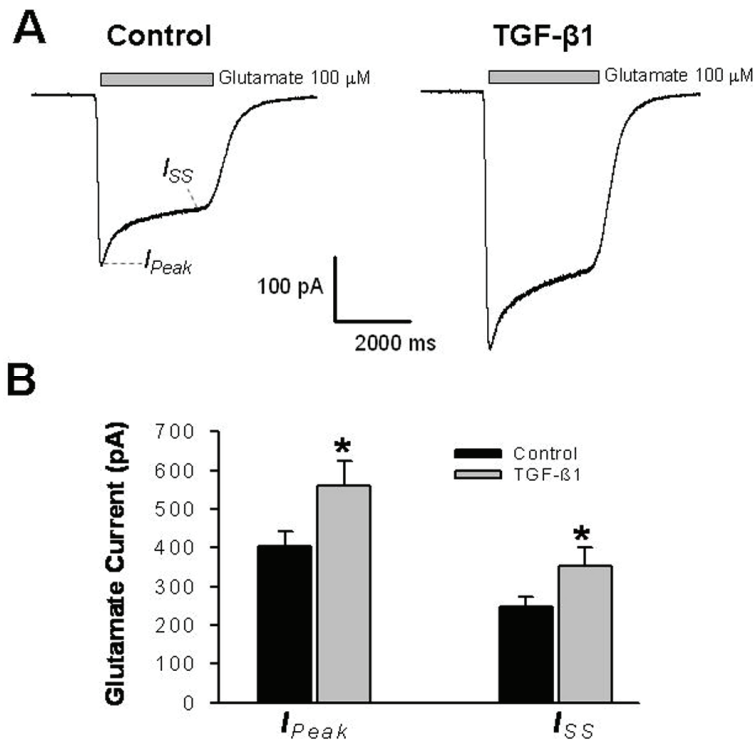 A
Control
TGF-β1
Glutamate 100 µM
Glutamate 100 µM
ISS
IPeak
100 pA
2000 ms
B
Glutamate Current (pA)
700
600
500
400
300
200
100
0
*
*
Control
TGF-ß1
IPeak
ISS